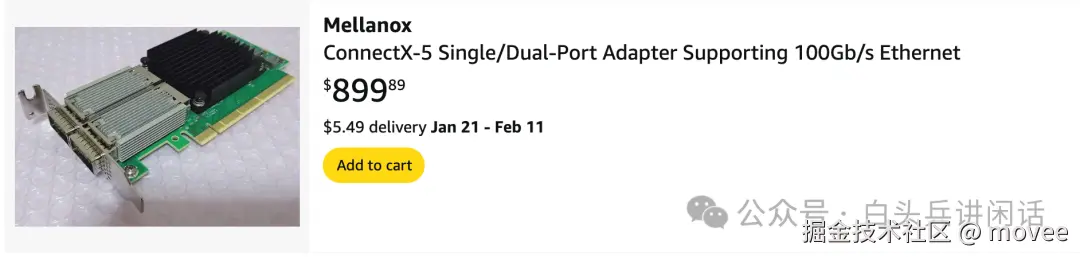 Mellanox
ConnectX-5 Single/Dual-Port Adapter Supporting 100Gb/s Ethernet
$899.89
$5.49 delivery Jan 21 - Feb 11
Add to cart
公众号 · 白头兵讲闲话
掘金技术社区 @ movee